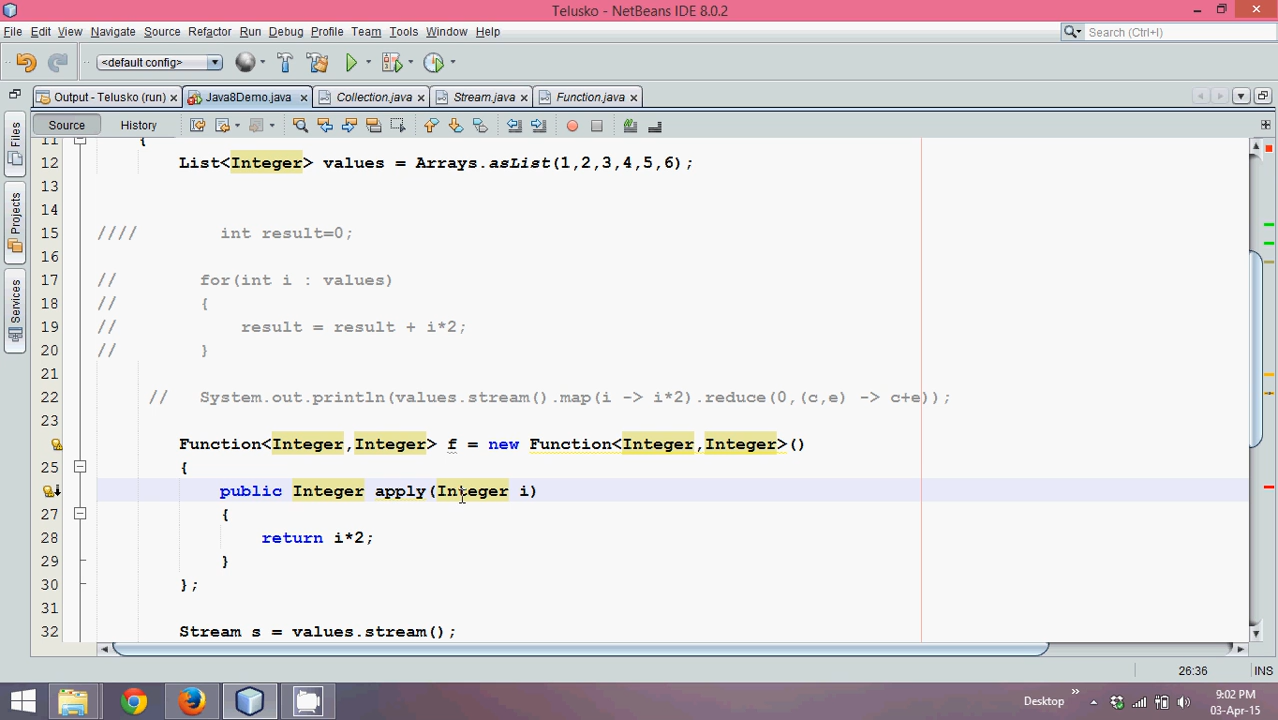 Telusko - NetBeans IDE 8.0.2
File Edit View Navigate Source Refactor Run Debug Profile Team Tools Window Help
Search (Ctrl+I)
<default config>
Output - Telusko (run) Java8Demo.java Collection.java Stream.java Function.java
Source History
Files
Projects
Services
11 {
12 List<Integer> values = Arrays.asList(1,2,3,4,5,6);
13
14
15 //// int result=0;
16
17 // for(int i : values)
18 // {
19 // result = result + i*2;
20 // }
21
22 // System.out.println(values.stream().map(i -> i*2).reduce(0,(c,e) -> c+e));
23
Function<Integer,Integer> f = new Function<Integer,Integer>()
25 {
public Integer apply(Integer i)
27 {
28 return i*2;
29 }
30 };
31
32 Stream s = values.stream();
26:36 INS
Desktop
9:02 PM
03-Apr-15